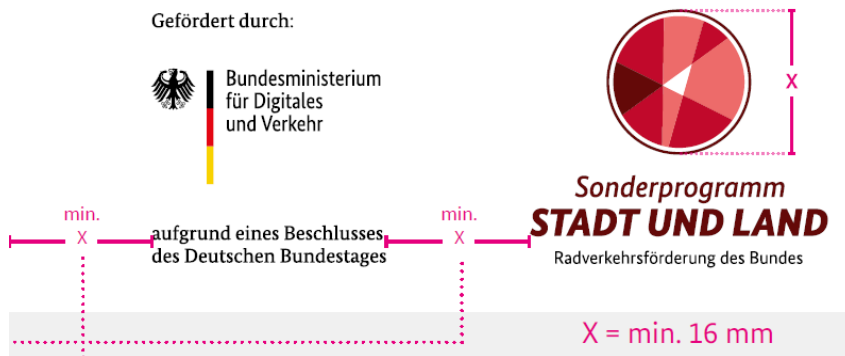 Gefördert durch:
Bundesministerium
für Digitales
und Verkehr
aufgrund eines Beschlusses
des Deutschen Bundestages
min.
X
min.
X
X
Sonderprogramm
STADT UND LAND
Radverkehrsförderung des Bundes
X = min. 16 mm